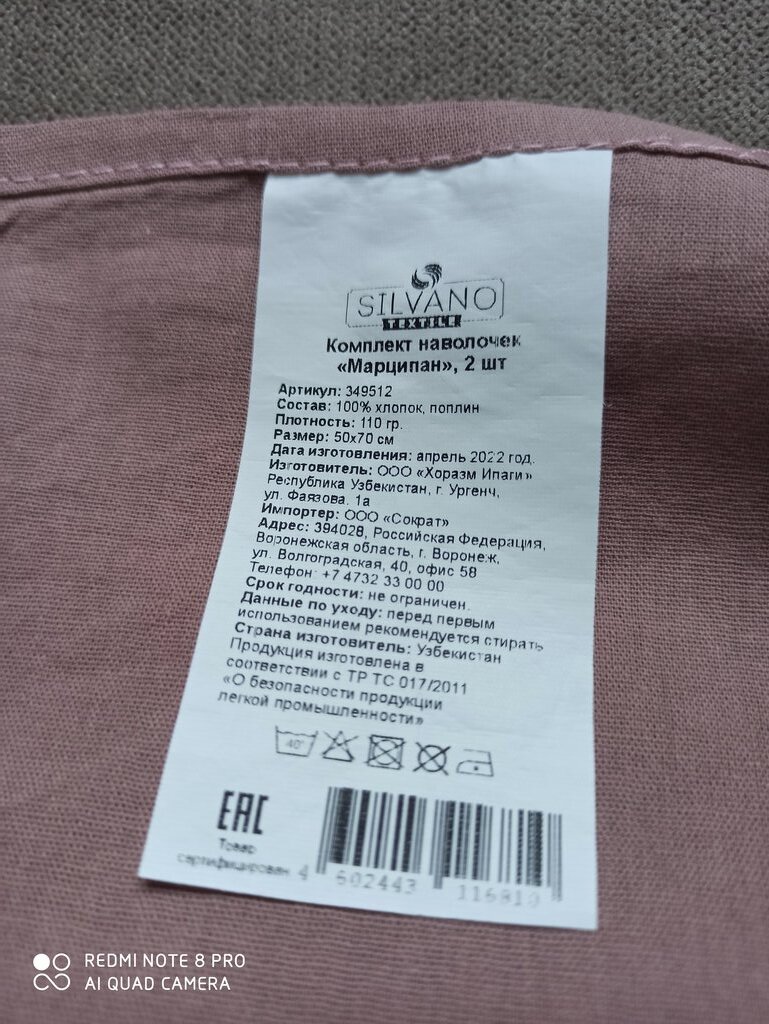 SILVANO
TEXTILE
Комплект наволочек
«Марципан», 2 шт
Артикул: 349512
Состав: 100% хлопок, поплин
Плотность: 110 гр.
Размер: 50х70 см
Дата изготовления: апрель 2022 год.
Изготовитель: ООО «Хоразм Ипаги»
Республика Узбекистан, г. Ургенч,
ул. Фаязова. 1а
Импортер: ООО «Сократ»
Адрес: 394028, Российская Федерация,
Воронежская область, г. Воронеж,
ул. Волгоградская, 40, офис 58
Телефон: +7 4732 33 00 00
Срок годности: не ограничен.
Данные по уходу: перед первым
использованием рекомендуется стирать
Страна изготовитель: Узбекистан
Продукция изготовлена в
соответствии с ТР ТС 017/2011
«О безопасности продукции
легкой промышленности»
40°
EAC
Товар
сертифицирован
4 602443 116810
REDMI NOTE 8 PRO
AI QUAD CAMERA